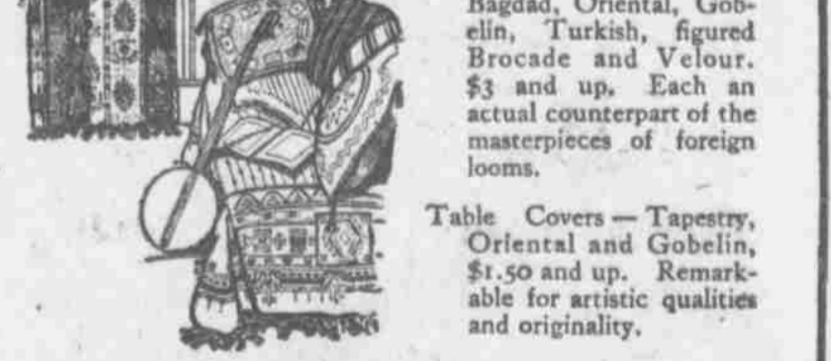 Bagdad, Oriental, Gob-
elin, Turkish, figured
Brocade and Velour.
$3 and up. Each an
actual counterpart of the
masterpieces of foreign
looms.
Table Covers — Tapestry,
Oriental and Gobelin,
$1.50 and up. Remark-
able for artistic qualities
and originality.